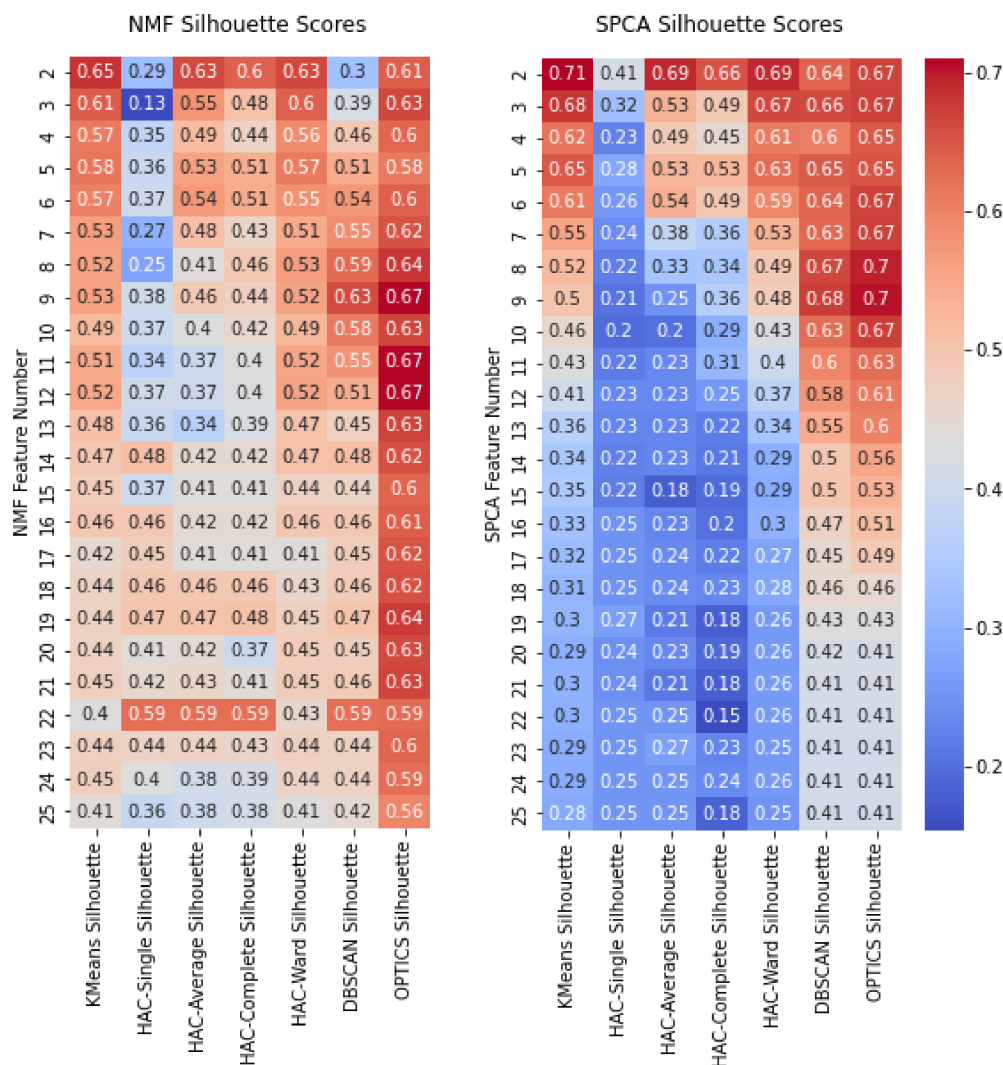 NMF Silhouette Scores
SPCA Silhouette Scores
NMF Feature Number
2 0.65 0.29 0.63 0.6 0.63 0.3 0.61
3 0.61 0.13 0.55 0.48 0.6 0.39 0.63
4 0.57 0.35 0.49 0.44 0.56 0.46 0.6
5 0.58 0.36 0.53 0.51 0.57 0.51 0.58
6 0.57 0.37 0.54 0.51 0.55 0.54 0.6
7 0.53 0.27 0.48 0.43 0.51 0.55 0.62
8 0.52 0.25 0.41 0.46 0.53 0.59 0.64
9 0.53 0.38 0.46 0.44 0.52 0.63 0.67
10 0.49 0.37 0.4 0.42 0.49 0.58 0.63
11 0.51 0.34 0.37 0.4 0.52 0.55 0.67
12 0.52 0.37 0.37 0.4 0.52 0.51 0.67
13 0.48 0.36 0.34 0.39 0.47 0.45 0.63
14 0.47 0.48 0.42 0.42 0.47 0.48 0.62
15 0.45 0.37 0.41 0.41 0.44 0.44 0.6
16 0.46 0.46 0.42 0.42 0.46 0.46 0.61
17 0.42 0.45 0.41 0.41 0.41 0.45 0.62
18 0.44 0.46 0.46 0.46 0.43 0.46 0.62
19 0.44 0.47 0.47 0.48 0.45 0.47 0.64
20 0.44 0.41 0.42 0.37 0.45 0.45 0.63
21 0.45 0.42 0.43 0.41 0.45 0.46 0.63
22 0.4 0.59 0.59 0.59 0.43 0.59 0.59
23 0.44 0.44 0.44 0.43 0.44 0.44 0.6
24 0.45 0.4 0.38 0.39 0.44 0.44 0.59
25 0.41 0.36 0.38 0.38 0.41 0.42 0.56
KMeans Silhouette
HAC-Single Silhouette
HAC-Average Silhouette
HAC-Complete Silhouette
HAC-Ward Silhouette
DBSCAN Silhouette
OPTICS Silhouette
SPCA Feature Number
2 0.71 0.41 0.69 0.66 0.69 0.64 0.67
3 0.68 0.32 0.53 0.49 0.67 0.66 0.67
4 0.62 0.23 0.49 0.45 0.61 0.6 0.65
5 0.65 0.28 0.53 0.53 0.63 0.65 0.65
6 0.61 0.26 0.54 0.49 0.59 0.64 0.67
7 0.55 0.24 0.38 0.36 0.53 0.63 0.67
8 0.52 0.22 0.33 0.34 0.49 0.67 0.7
9 0.5 0.21 0.25 0.36 0.48 0.68 0.7
10 0.46 0.2 0.2 0.29 0.43 0.63 0.67
11 0.43 0.22 0.23 0.31 0.4 0.6 0.63
12 0.41 0.23 0.23 0.25 0.37 0.58 0.61
13 0.36 0.23 0.23 0.22 0.34 0.55 0.6
14 0.34 0.22 0.23 0.21 0.29 0.5 0.56
15 0.35 0.22 0.18 0.19 0.29 0.5 0.53
16 0.33 0.25 0.23 0.2 0.3 0.47 0.51
17 0.32 0.25 0.24 0.22 0.27 0.45 0.49
18 0.31 0.25 0.24 0.23 0.28 0.46 0.46
19 0.3 0.27 0.21 0.18 0.26 0.43 0.43
20 0.29 0.24 0.23 0.19 0.26 0.42 0.41
21 0.3 0.24 0.21 0.18 0.26 0.41 0.41
22 0.3 0.25 0.25 0.15 0.26 0.41 0.41
23 0.29 0.25 0.27 0.23 0.25 0.41 0.41
24 0.29 0.25 0.25 0.24 0.26 0.41 0.41
25 0.28 0.25 0.25 0.18 0.25 0.41 0.41
KMeans Silhouette
HAC-Single Silhouette
HAC-Average Silhouette
HAC-Complete Silhouette
HAC-Ward Silhouette
DBSCAN Silhouette
OPTICS Silhouette
0.7
0.6
0.5
0.4
0.3
0.2